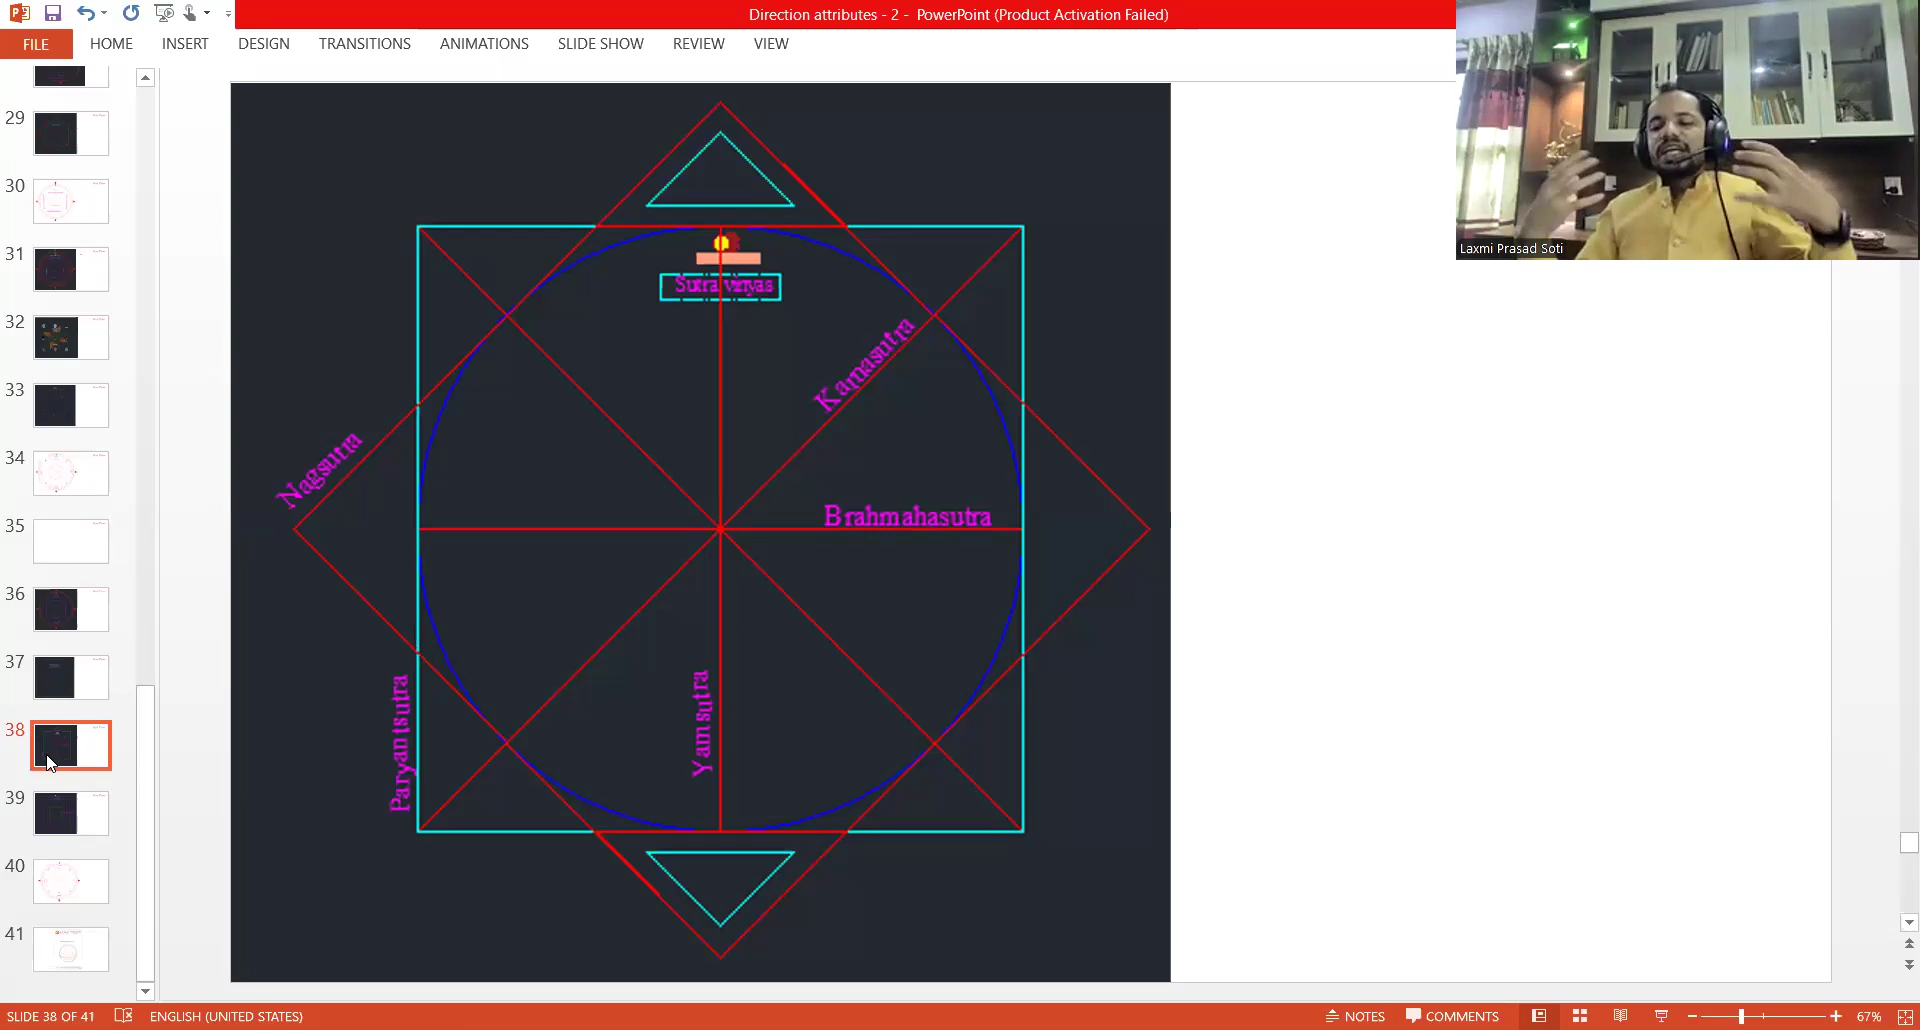 Direction attributes - 2 - PowerPoint (Product Activation Failed)
FILE HOME INSERT DESIGN TRANSITIONS ANIMATIONS SLIDE SHOW REVIEW VIEW
Laxmi Prasad Soti
29
30
31
32
33
34
35
36
37
38
39
40
41
Sutra vinyas
Kamasutra
Nagsutra
Brahmahasutra
Paryantsutra
Yamsutra
SLIDE 38 OF 41 ENGLISH (UNITED STATES) NOTES COMMENTS 67%